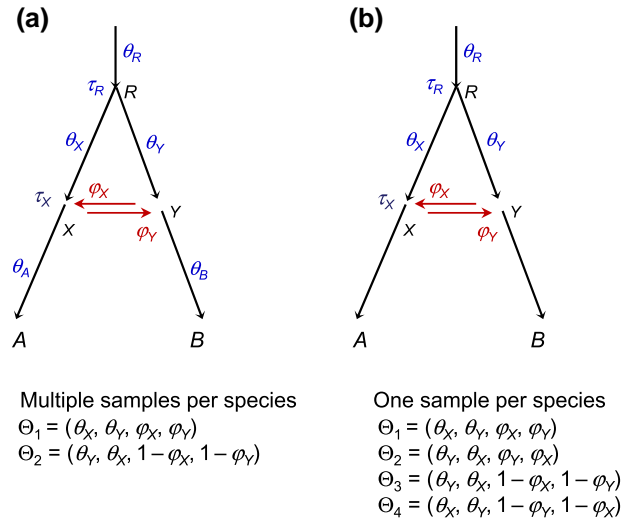 (a)
θR
τR R
θX θY
φX
τX
X Y
φY
θA θB
A B
Multiple samples per species
Θ1 = (θX, θY, φX, φY)
Θ2 = (θY, θX, 1 – φX, 1 – φY)
(b)
θR
τR R
θX θY
φX
τX
X Y
φY
A B
One sample per species
Θ1 = (θX, θY, φX, φY)
Θ2 = (θY, θX, φY, φX)
Θ3 = (θY, θX, 1 – φX, 1 – φY)
Θ4 = (θX, θY, 1 – φY, 1 – φX)